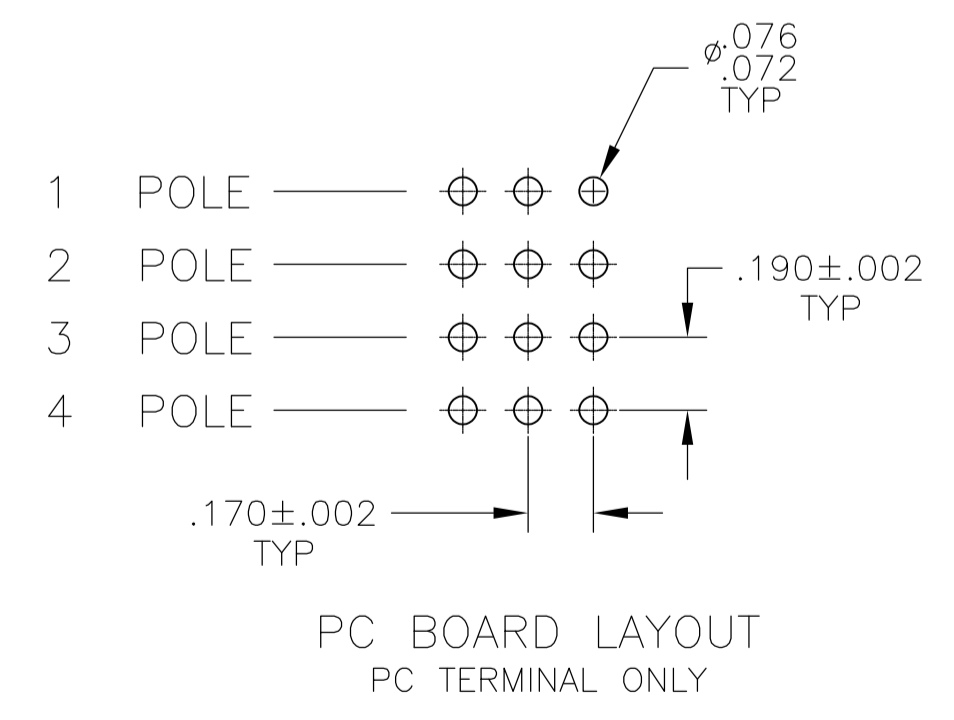 ⌀.076
.072
TYP
1 POLE
2 POLE
.190±.002
TYP
3 POLE
4 POLE
.170±.002
TYP
PC BOARD LAYOUT
PC TERMINAL ONLY